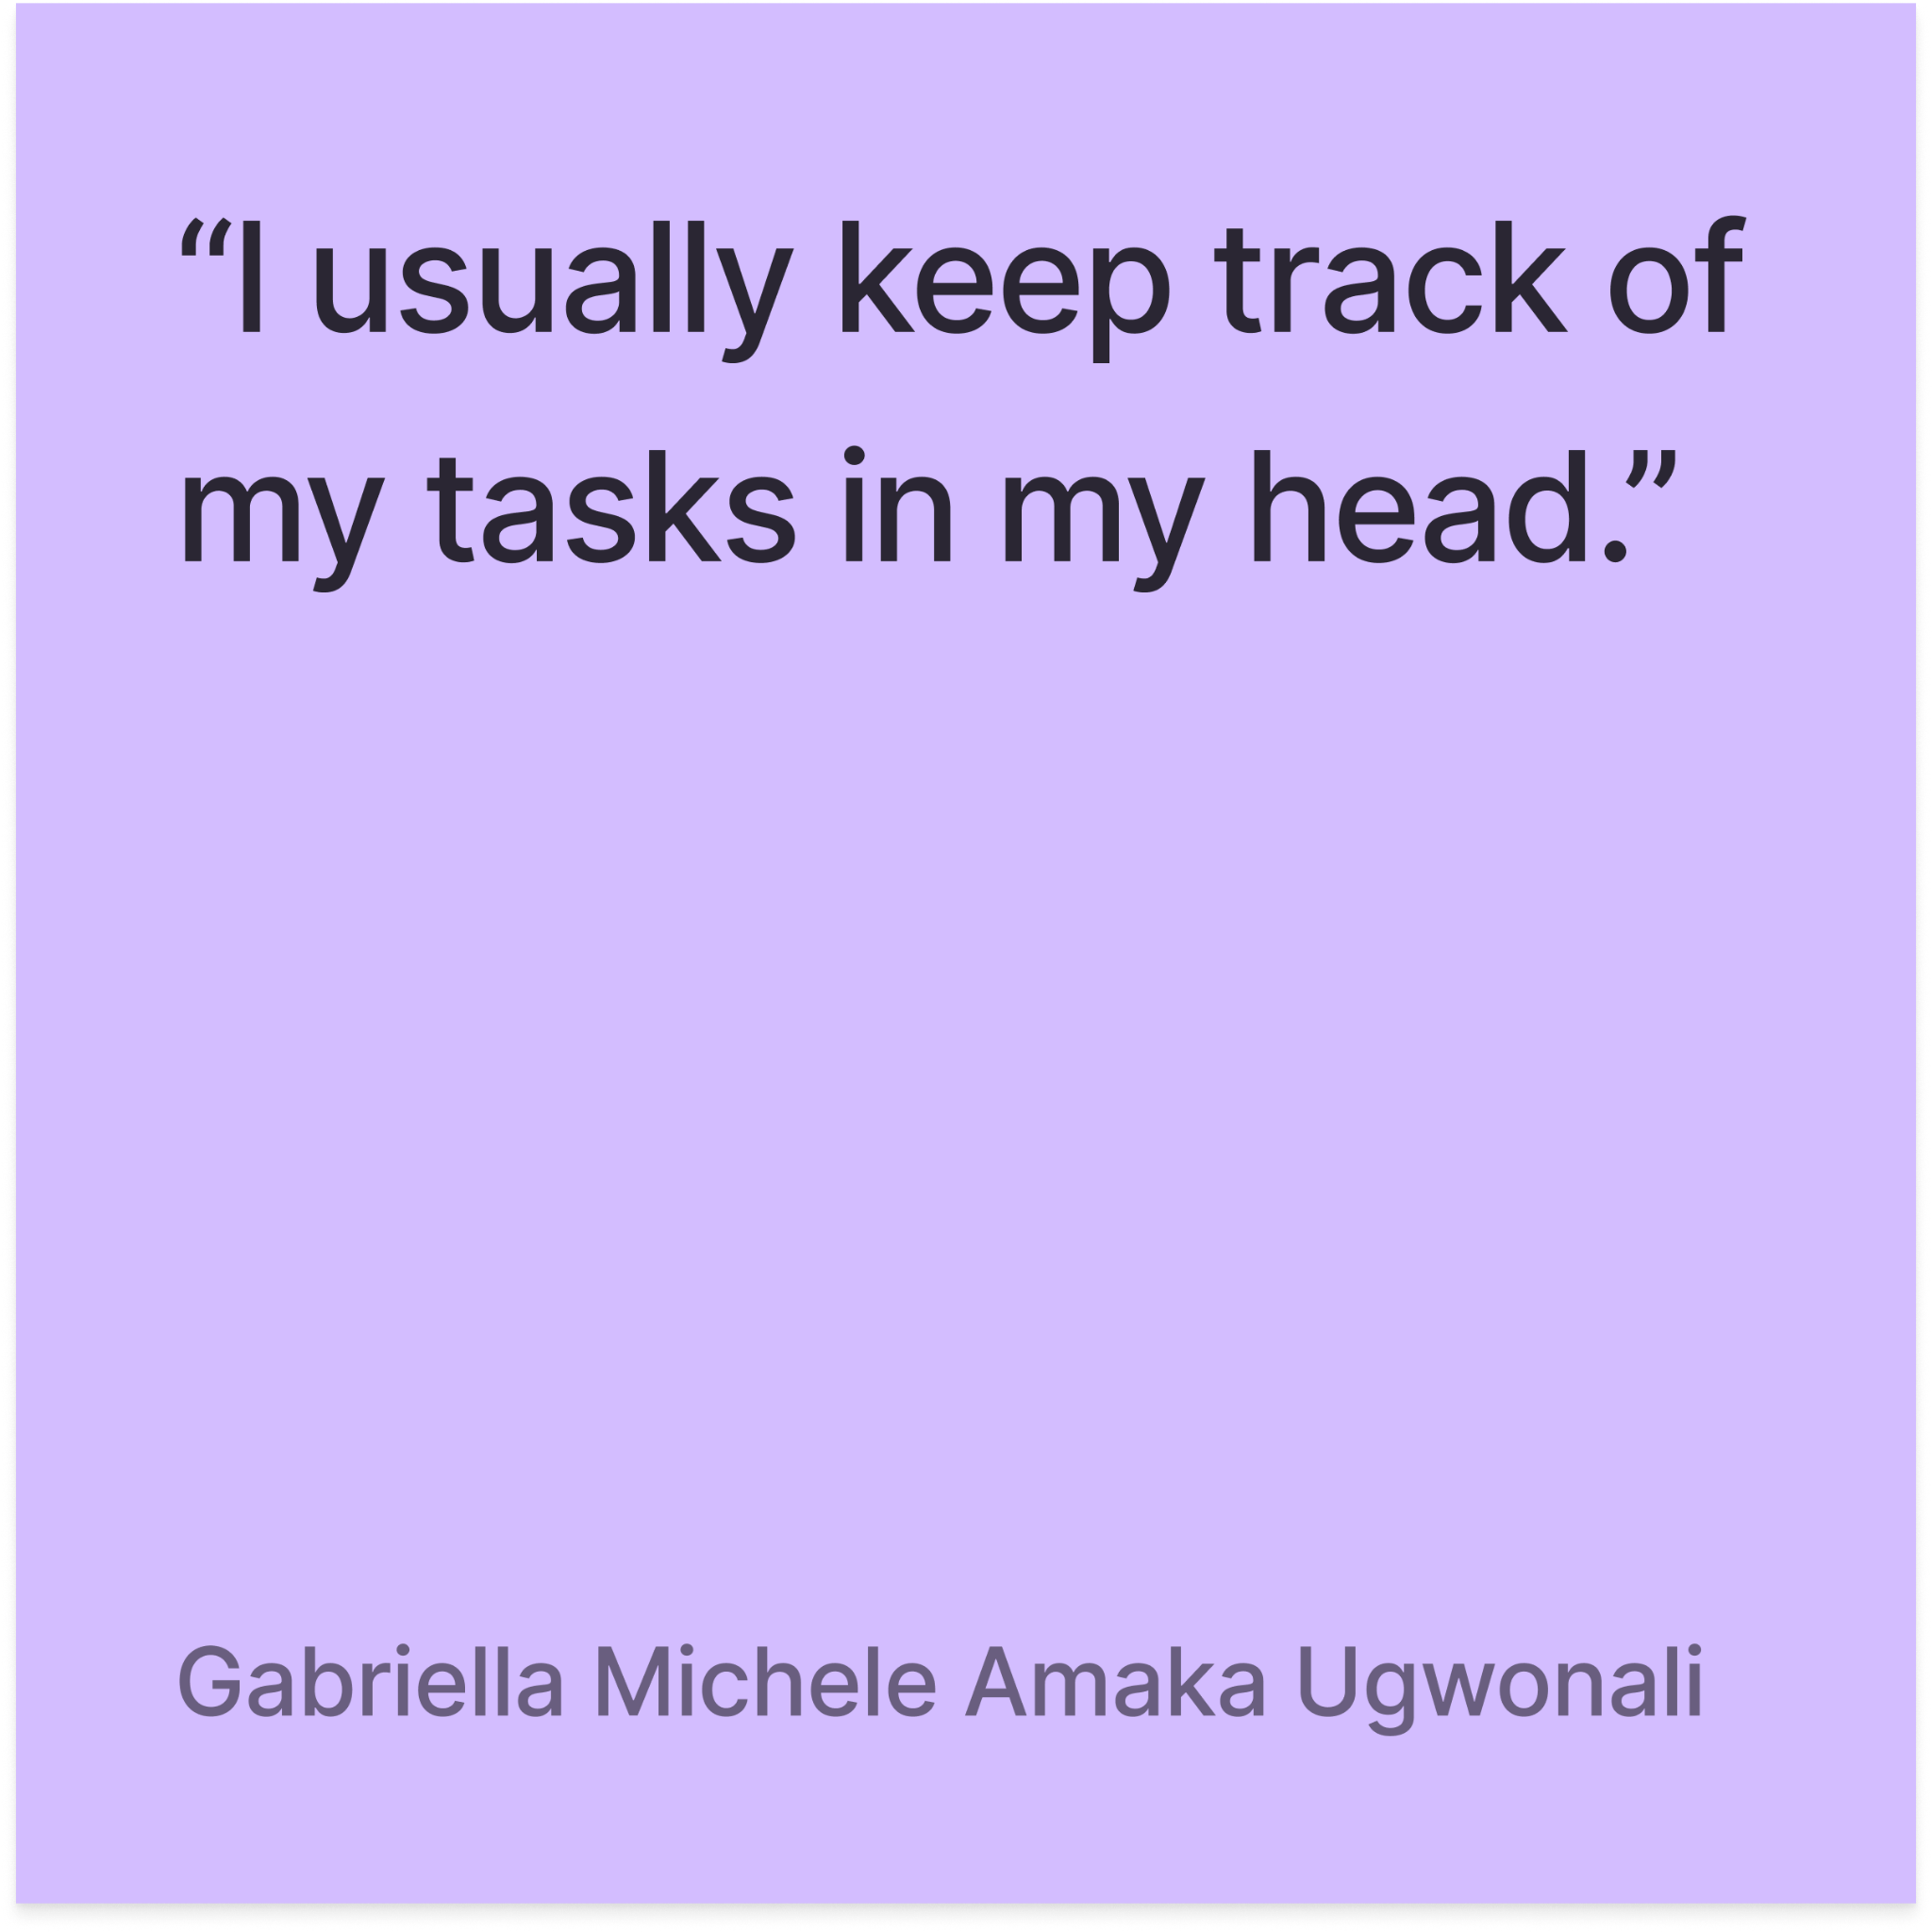 “I usually keep track of
my tasks in my head.”
Gabriella Michele Amaka Ugwonali